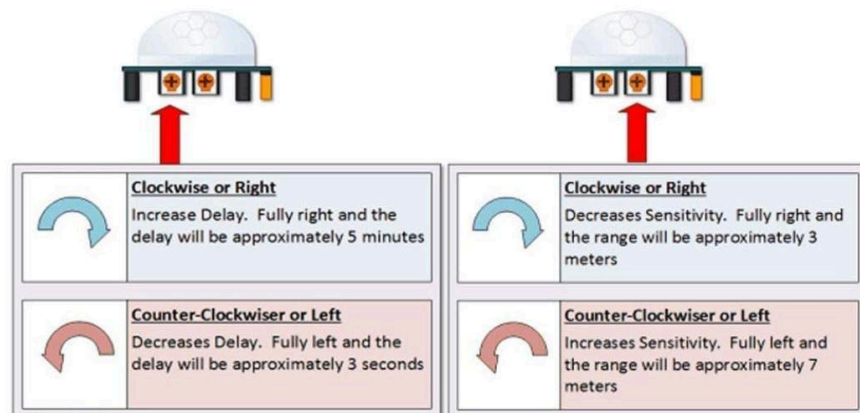 Clockwise or Right
Increase Delay. Fully right and the
delay will be approximately 5 minutes
Counter-Clockwiser or Left
Decreases Delay. Fully left and the
delay will be approximately 3 seconds
Clockwise or Right
Decreases Sensitivity. Fully right and
the range will be approximately 3
meters
Counter-Clockwiser or Left
Increases Sensitivity. Fully left and
the range will be approximately 7
meters